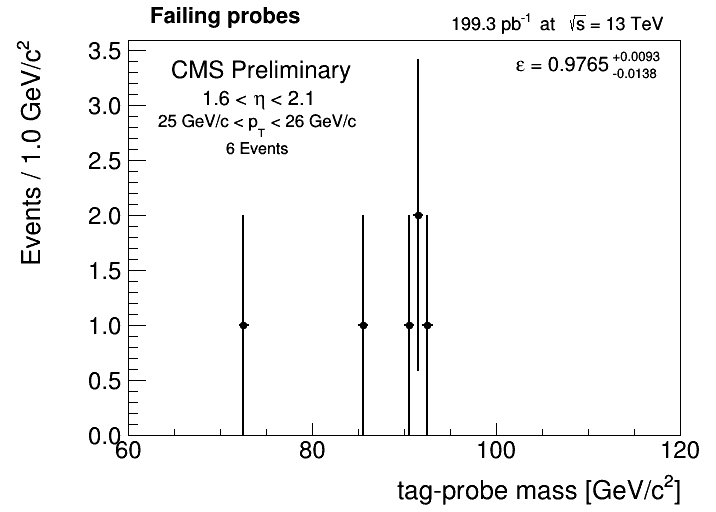 Failing probes
199.3 pb⁻¹ at √s = 13 TeV
CMS Preliminary
ε = 0.9765 +0.0093 -0.0138
1.6 < η < 2.1
25 GeV/c < p_T < 26 GeV/c
6 Events
Events / 1.0 GeV/c²
3.5
3.0
2.5
2.0
1.5
1.0
0.5
0.0
60 80 100 120
tag-probe mass [GeV/c²]